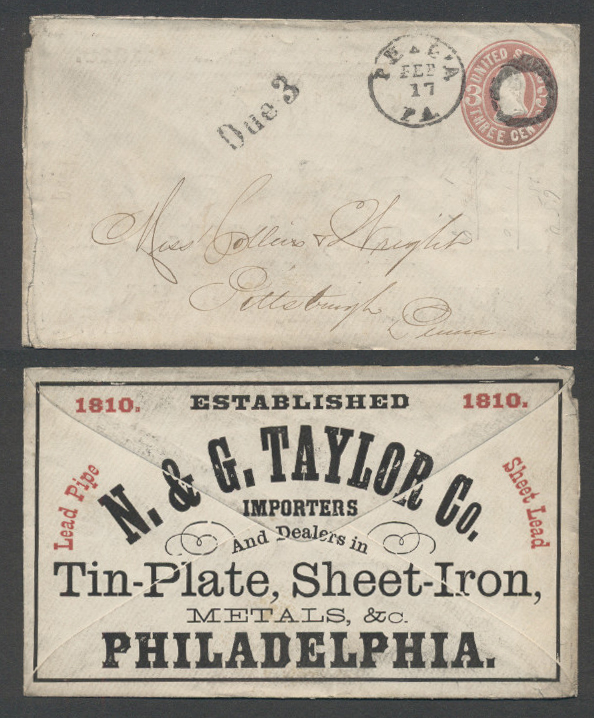 PHILA
FEB
17
PA.
UNITED STATES
THREE CENTS
Due 3
Miss Collins & Wright
Pittsburgh
Penna
1810. ESTABLISHED 1810.
N. & G. TAYLOR Co.
Lead Pipe
Sheet Lead
IMPORTERS
And Dealers in
Tin-Plate, Sheet-Iron,
METALS, &c.
PHILADELPHIA.